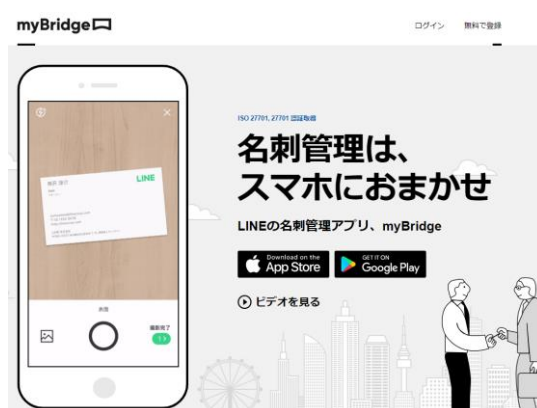 myBridge
ログイン 無料で登録
ISO 27701, 27701 認証取得
名刺管理は、
スマホにおまかせ
LINEの名刺管理アプリ、myBridge
Download on the
App Store
GET IT ON
Google Play
ビデオを見る
LINE
撮影完了